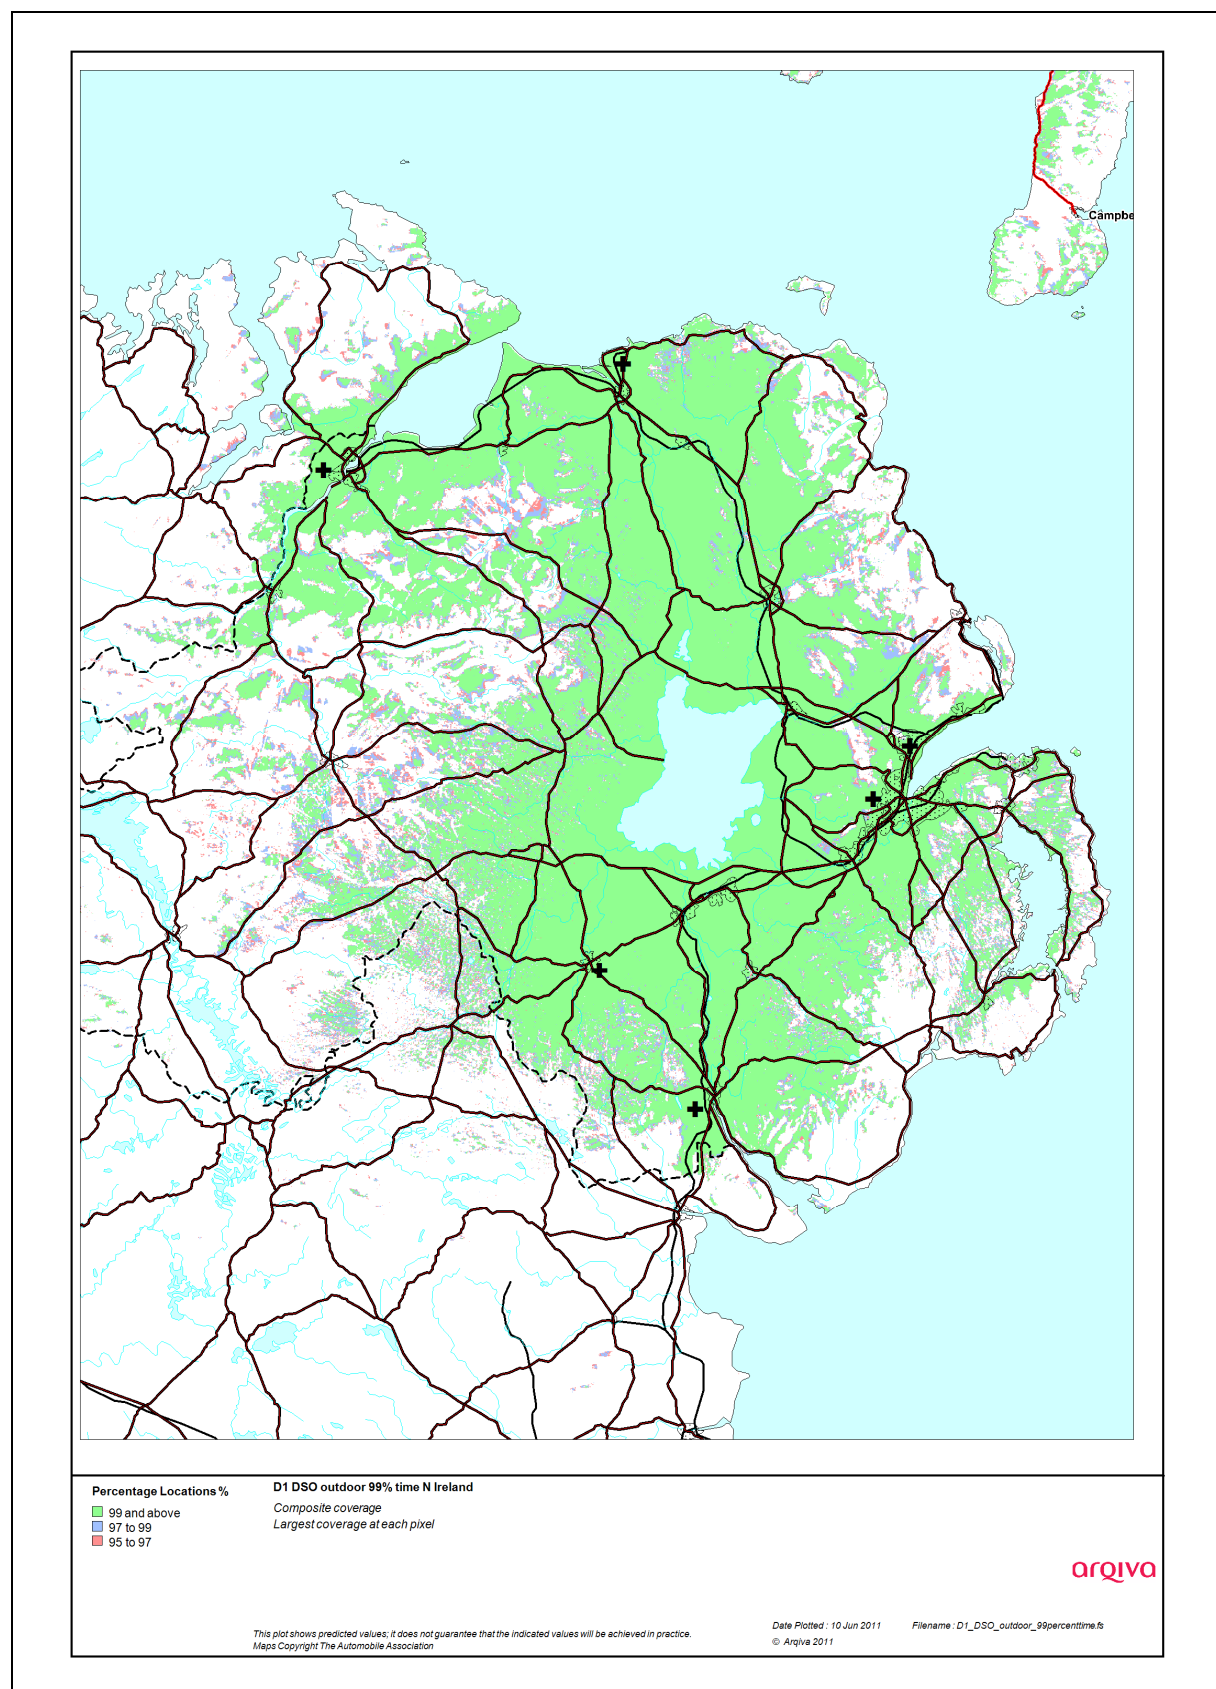 Campbe
Percentage Locations %
99 and above
97 to 99
95 to 97
D1 DSO outdoor 99% time N Ireland
Composite coverage
Largest coverage at each pixel
arqiva
This plot shows predicted values; it does not guarantee that the indicated values will be achieved in practice.
Maps Copyright The Automobile Association
Date Plotted : 10 Jun 2011 Filename : D1_DSO_outdoor_99percenttime.fs
© Arqiva 2011